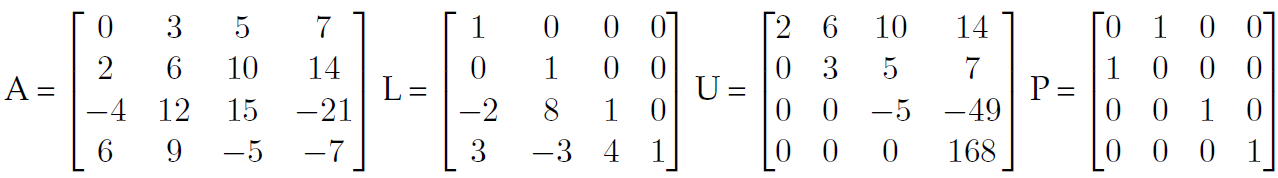 A = [0 3 5 7; 2 6 10 14; −4 12 15 −21; 6 9 −5 −7] L = [1 0 0 0; 0 1 0 0; −2 8 1 0; 3 −3 4 1] U = [2 6 10 14; 0 3 5 7; 0 0 −5 −49; 0 0 0 168] P = [0 1 0 0; 1 0 0 0; 0 0 1 0; 0 0 0 1]